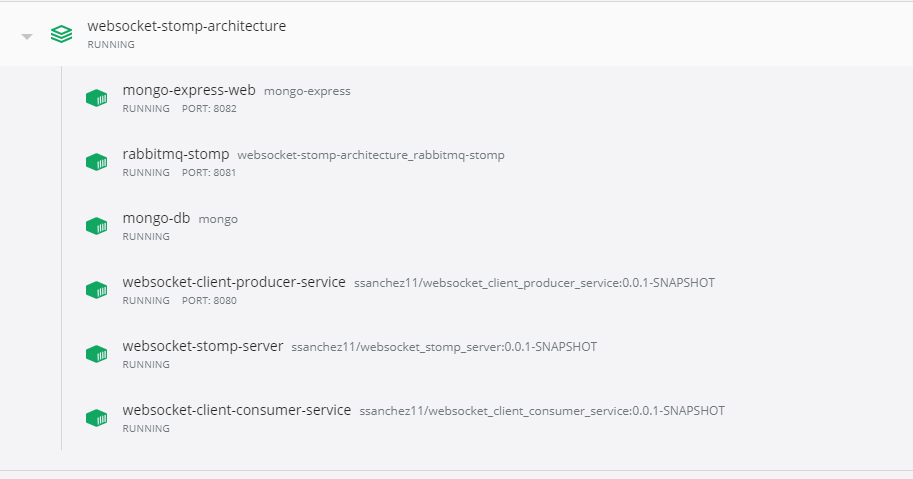 websocket-stomp-architecture
RUNNING
mongo-express-web mongo-express
RUNNING PORT: 8082
rabbitmq-stomp websocket-stomp-architecture_rabbitmq-stomp
RUNNING PORT: 8081
mongo-db mongo
RUNNING
websocket-client-producer-service ssanchez11/websocket_client_producer_service:0.0.1-SNAPSHOT
RUNNING PORT: 8080
websocket-stomp-server ssanchez11/websocket_stomp_server:0.0.1-SNAPSHOT
RUNNING
websocket-client-consumer-service ssanchez11/websocket_client_consumer_service:0.0.1-SNAPSHOT
RUNNING